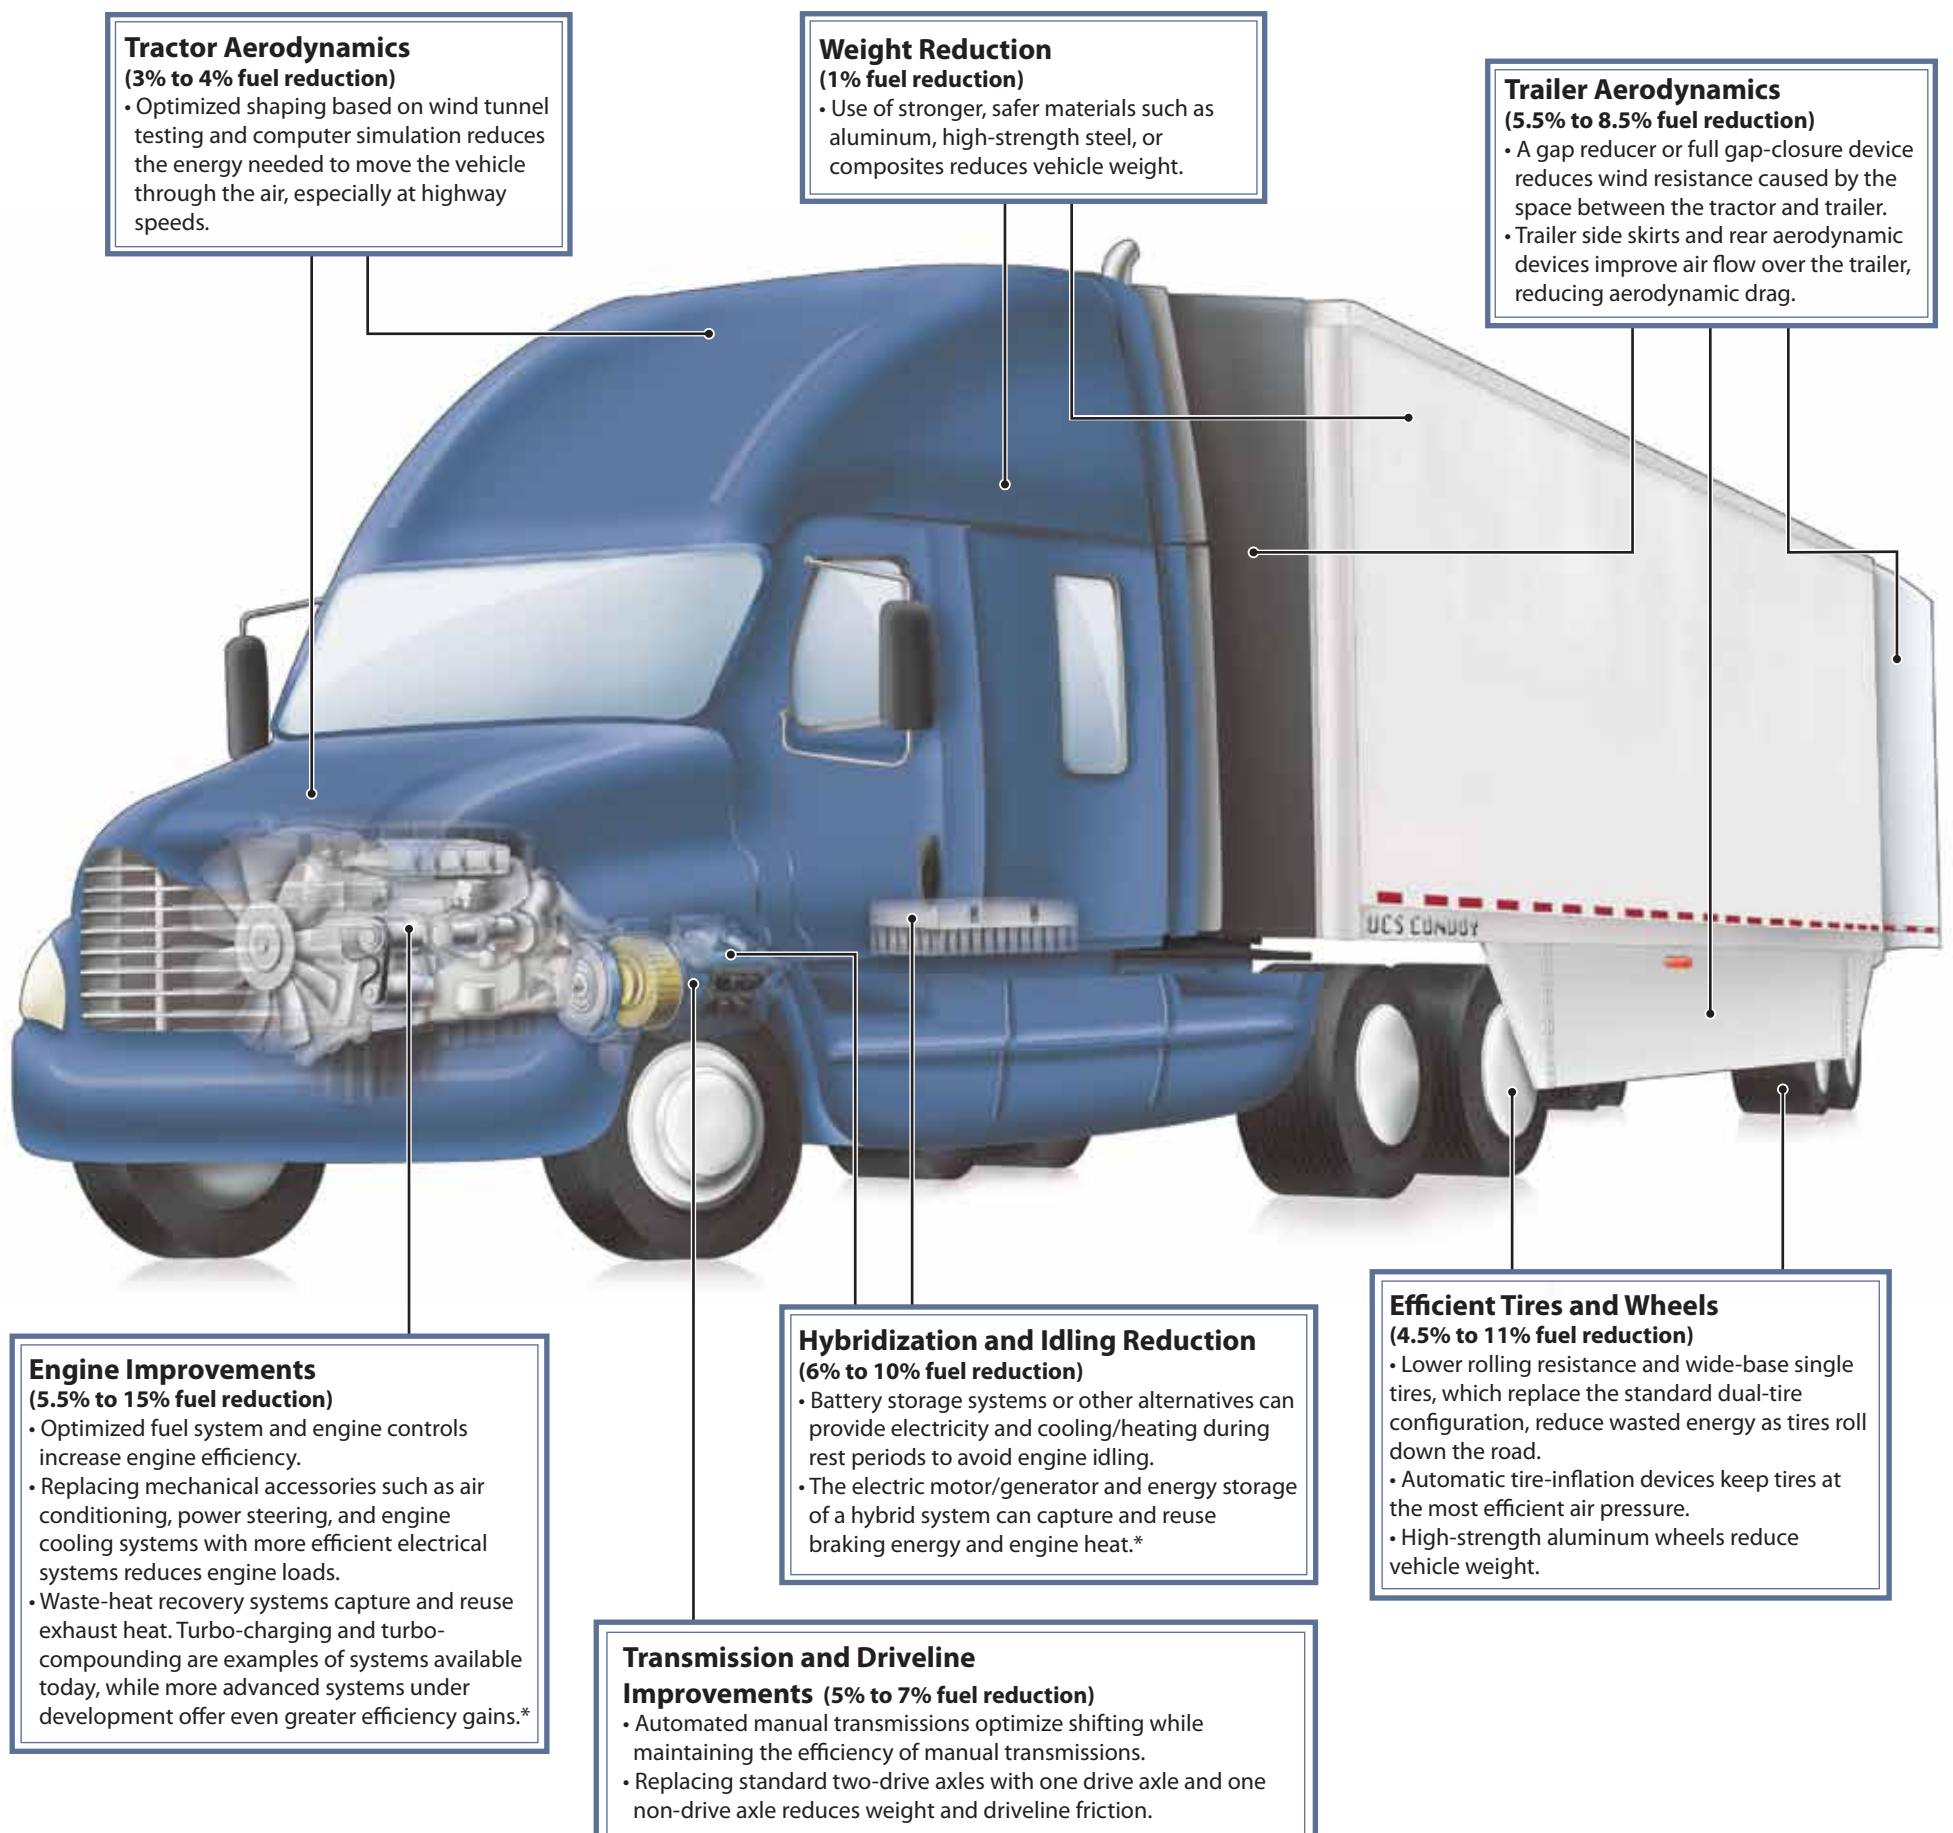 Tractor Aerodynamics
(3% to 4% fuel reduction)
• Optimized shaping based on wind tunnel
testing and computer simulation reduces
the energy needed to move the vehicle
through the air, especially at highway
speeds.
Weight Reduction
(1% fuel reduction)
• Use of stronger, safer materials such as
aluminum, high-strength steel, or
composites reduces vehicle weight.
Trailer Aerodynamics
(5.5% to 8.5% fuel reduction)
• A gap reducer or full gap-closure device
reduces wind resistance caused by the
space between the tractor and trailer.
• Trailer side skirts and rear aerodynamic
devices improve air flow over the trailer,
reducing aerodynamic drag.
UCS CONVOY
Engine Improvements
(5.5% to 15% fuel reduction)
• Optimized fuel system and engine controls
increase engine efficiency.
• Replacing mechanical accessories such as air
conditioning, power steering, and engine
cooling systems with more efficient electrical
systems reduces engine loads.
• Waste-heat recovery systems capture and reuse
exhaust heat. Turbo-charging and turbo-
compounding are examples of systems available
today, while more advanced systems under
development offer even greater efficiency gains.*
Hybridization and Idling Reduction
(6% to 10% fuel reduction)
• Battery storage systems or other alternatives can
provide electricity and cooling/heating during
rest periods to avoid engine idling.
• The electric motor/generator and energy storage
of a hybrid system can capture and reuse
braking energy and engine heat.*
Efficient Tires and Wheels
(4.5% to 11% fuel reduction)
• Lower rolling resistance and wide-base single
tires, which replace the standard dual-tire
configuration, reduce wasted energy as tires roll
down the road.
• Automatic tire-inflation devices keep tires at
the most efficient air pressure.
• High-strength aluminum wheels reduce
vehicle weight.
Transmission and Driveline
Improvements (5% to 7% fuel reduction)
• Automated manual transmissions optimize shifting while
maintaining the efficiency of manual transmissions.
• Replacing standard two-drive axles with one drive axle and one
non-drive axle reduces weight and driveline friction.